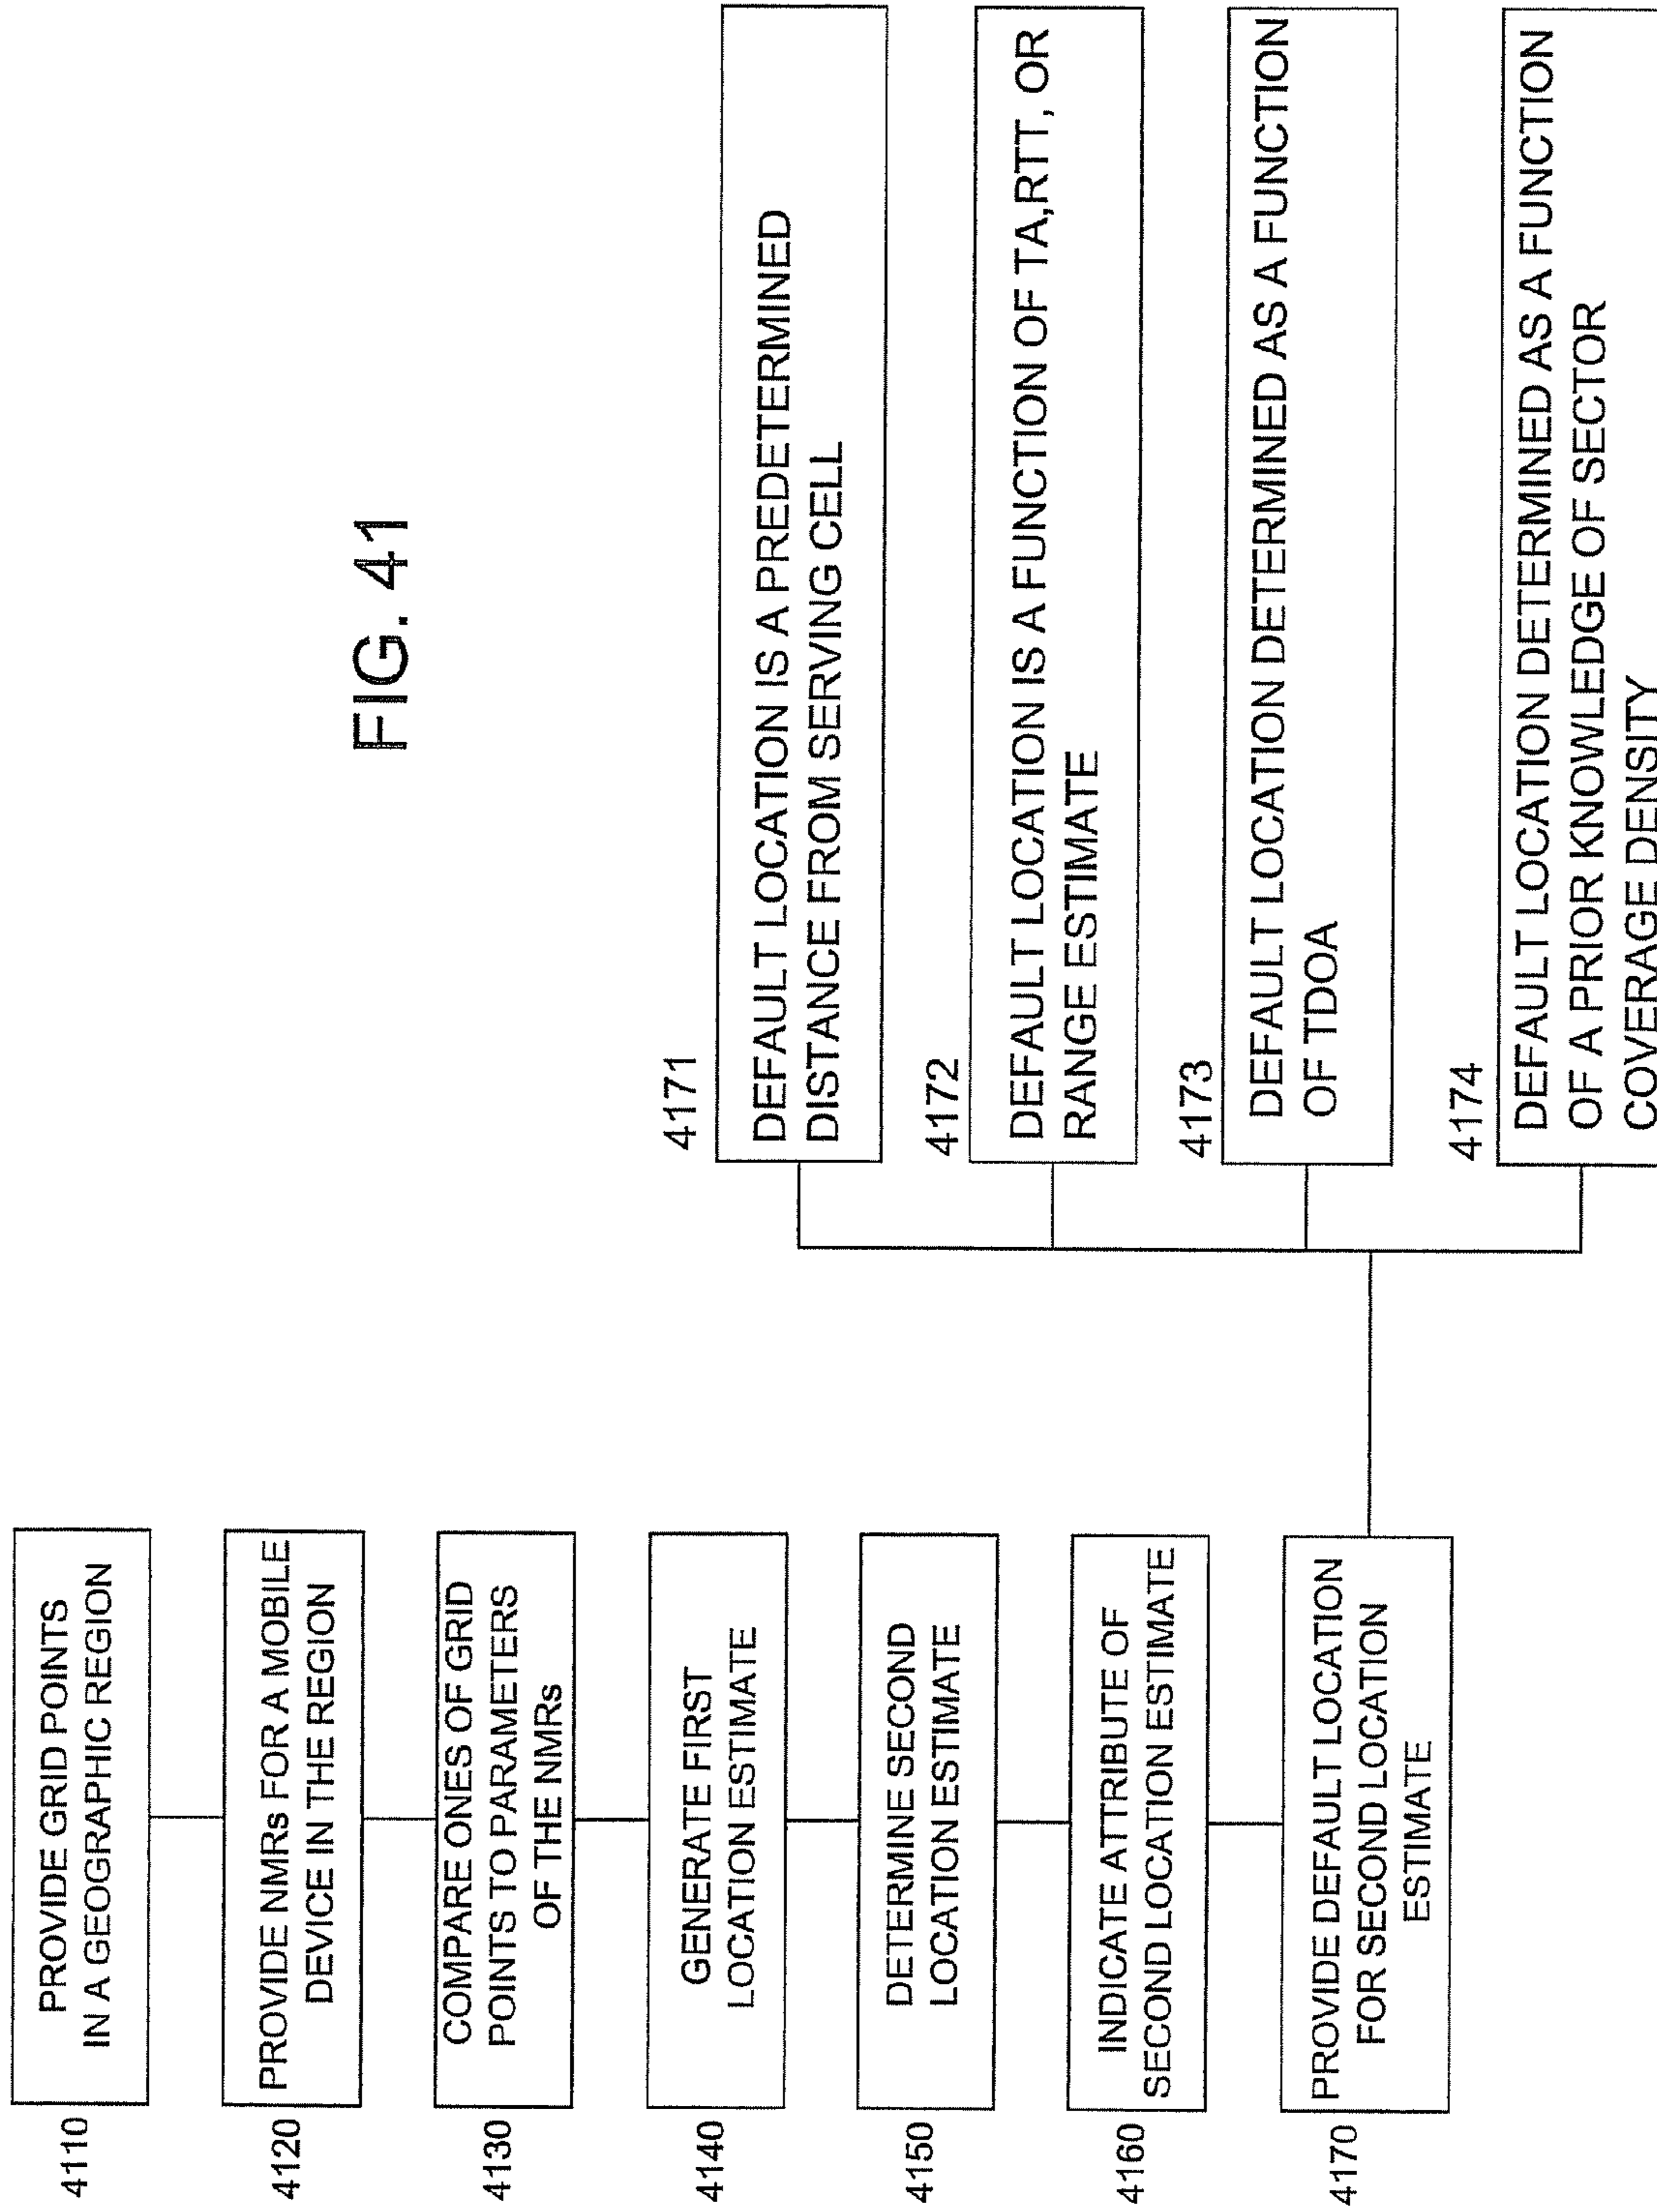 FIG. 41
4110
PROVIDE GRID POINTS
IN A GEOGRAPHIC REGION
4120
PROVIDE NMRs FOR A MOBILE
DEVICE IN THE REGION
4130
COMPARE ONES OF GRID
POINTS TO PARAMETERS
OF THE NMRs
4140
GENERATE FIRST
LOCATION ESTIMATE
4150
DETERMINE SECOND
LOCATION ESTIMATE
4160
INDICATE ATTRIBUTE OF
SECOND LOCATION ESTIMATE
4170
PROVIDE DEFAULT LOCATION
FOR SECOND LOCATION
ESTIMATE
4171
DEFAULT LOCATION IS A PREDETERMINED
DISTANCE FROM SERVING CELL
4172
DEFAULT LOCATION IS A FUNCTION OF TA,RTT, OR
RANGE ESTIMATE
4173
DEFAULT LOCATION DETERMINED AS A FUNCTION
OF TDOA
4174
DEFAULT LOCATION DETERMINED AS A FUNCTION
OF A PRIOR KNOWLEDGE OF SECTOR
COVERAGE DENSITY